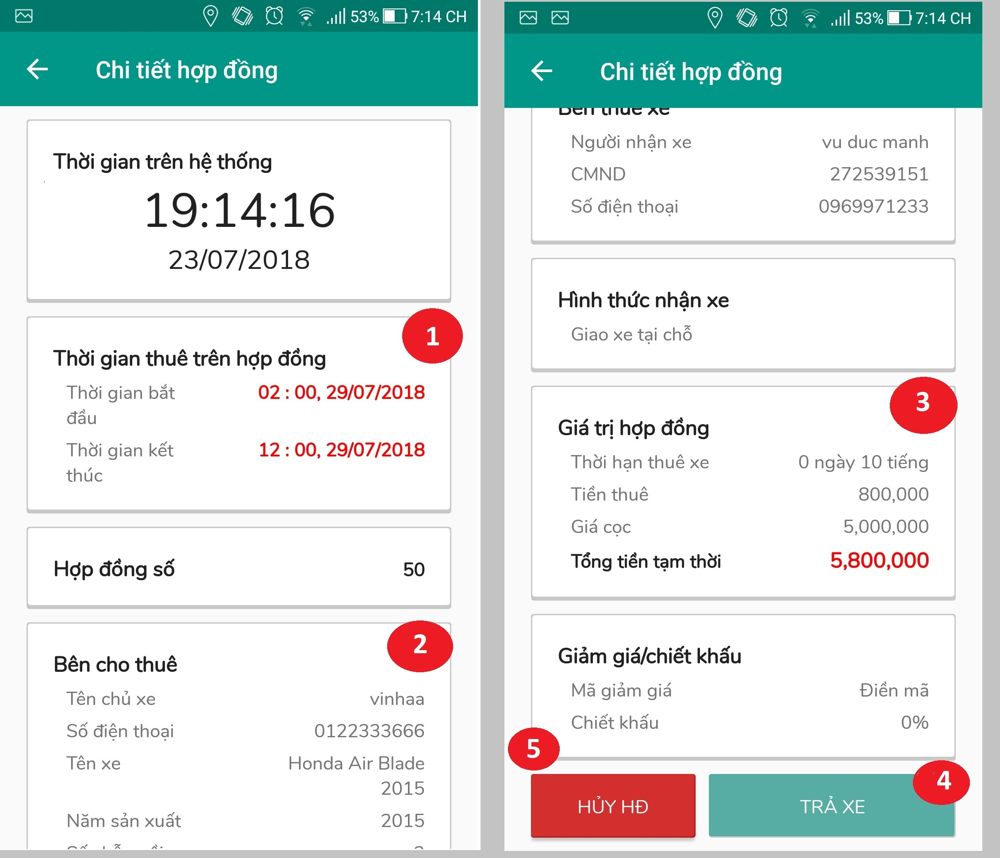 53% 7:14 CH
Chi tiết hợp đồng
Thời gian trên hệ thống
19:14:16
23/07/2018
1
Thời gian thuê trên hợp đồng
Thời gian bắt đầu 02 : 00, 29/07/2018
Thời gian kết thúc 12 : 00, 29/07/2018
Hợp đồng số 50
2
Bên cho thuê
Tên chủ xe vinhaa
Số điện thoại 0122333666
Tên xe Honda Air Blade 2015
Năm sản xuất 2015
53% 7:14 CH
Chi tiết hợp đồng
Bên thuê xe
Người nhận xe vu duc manh
CMND 272539151
Số điện thoại 0969971233
Hình thức nhận xe
Giao xe tại chỗ
3
Giá trị hợp đồng
Thời hạn thuê xe 0 ngày 10 tiếng
Tiền thuê 800,000
Giá cọc 5,000,000
Tổng tiền tạm thời 5,800,000
Giảm giá/chiết khấu
Mã giảm giá Điền mã
Chiết khấu 0%
5
4
HỦY HĐ TRẢ XE